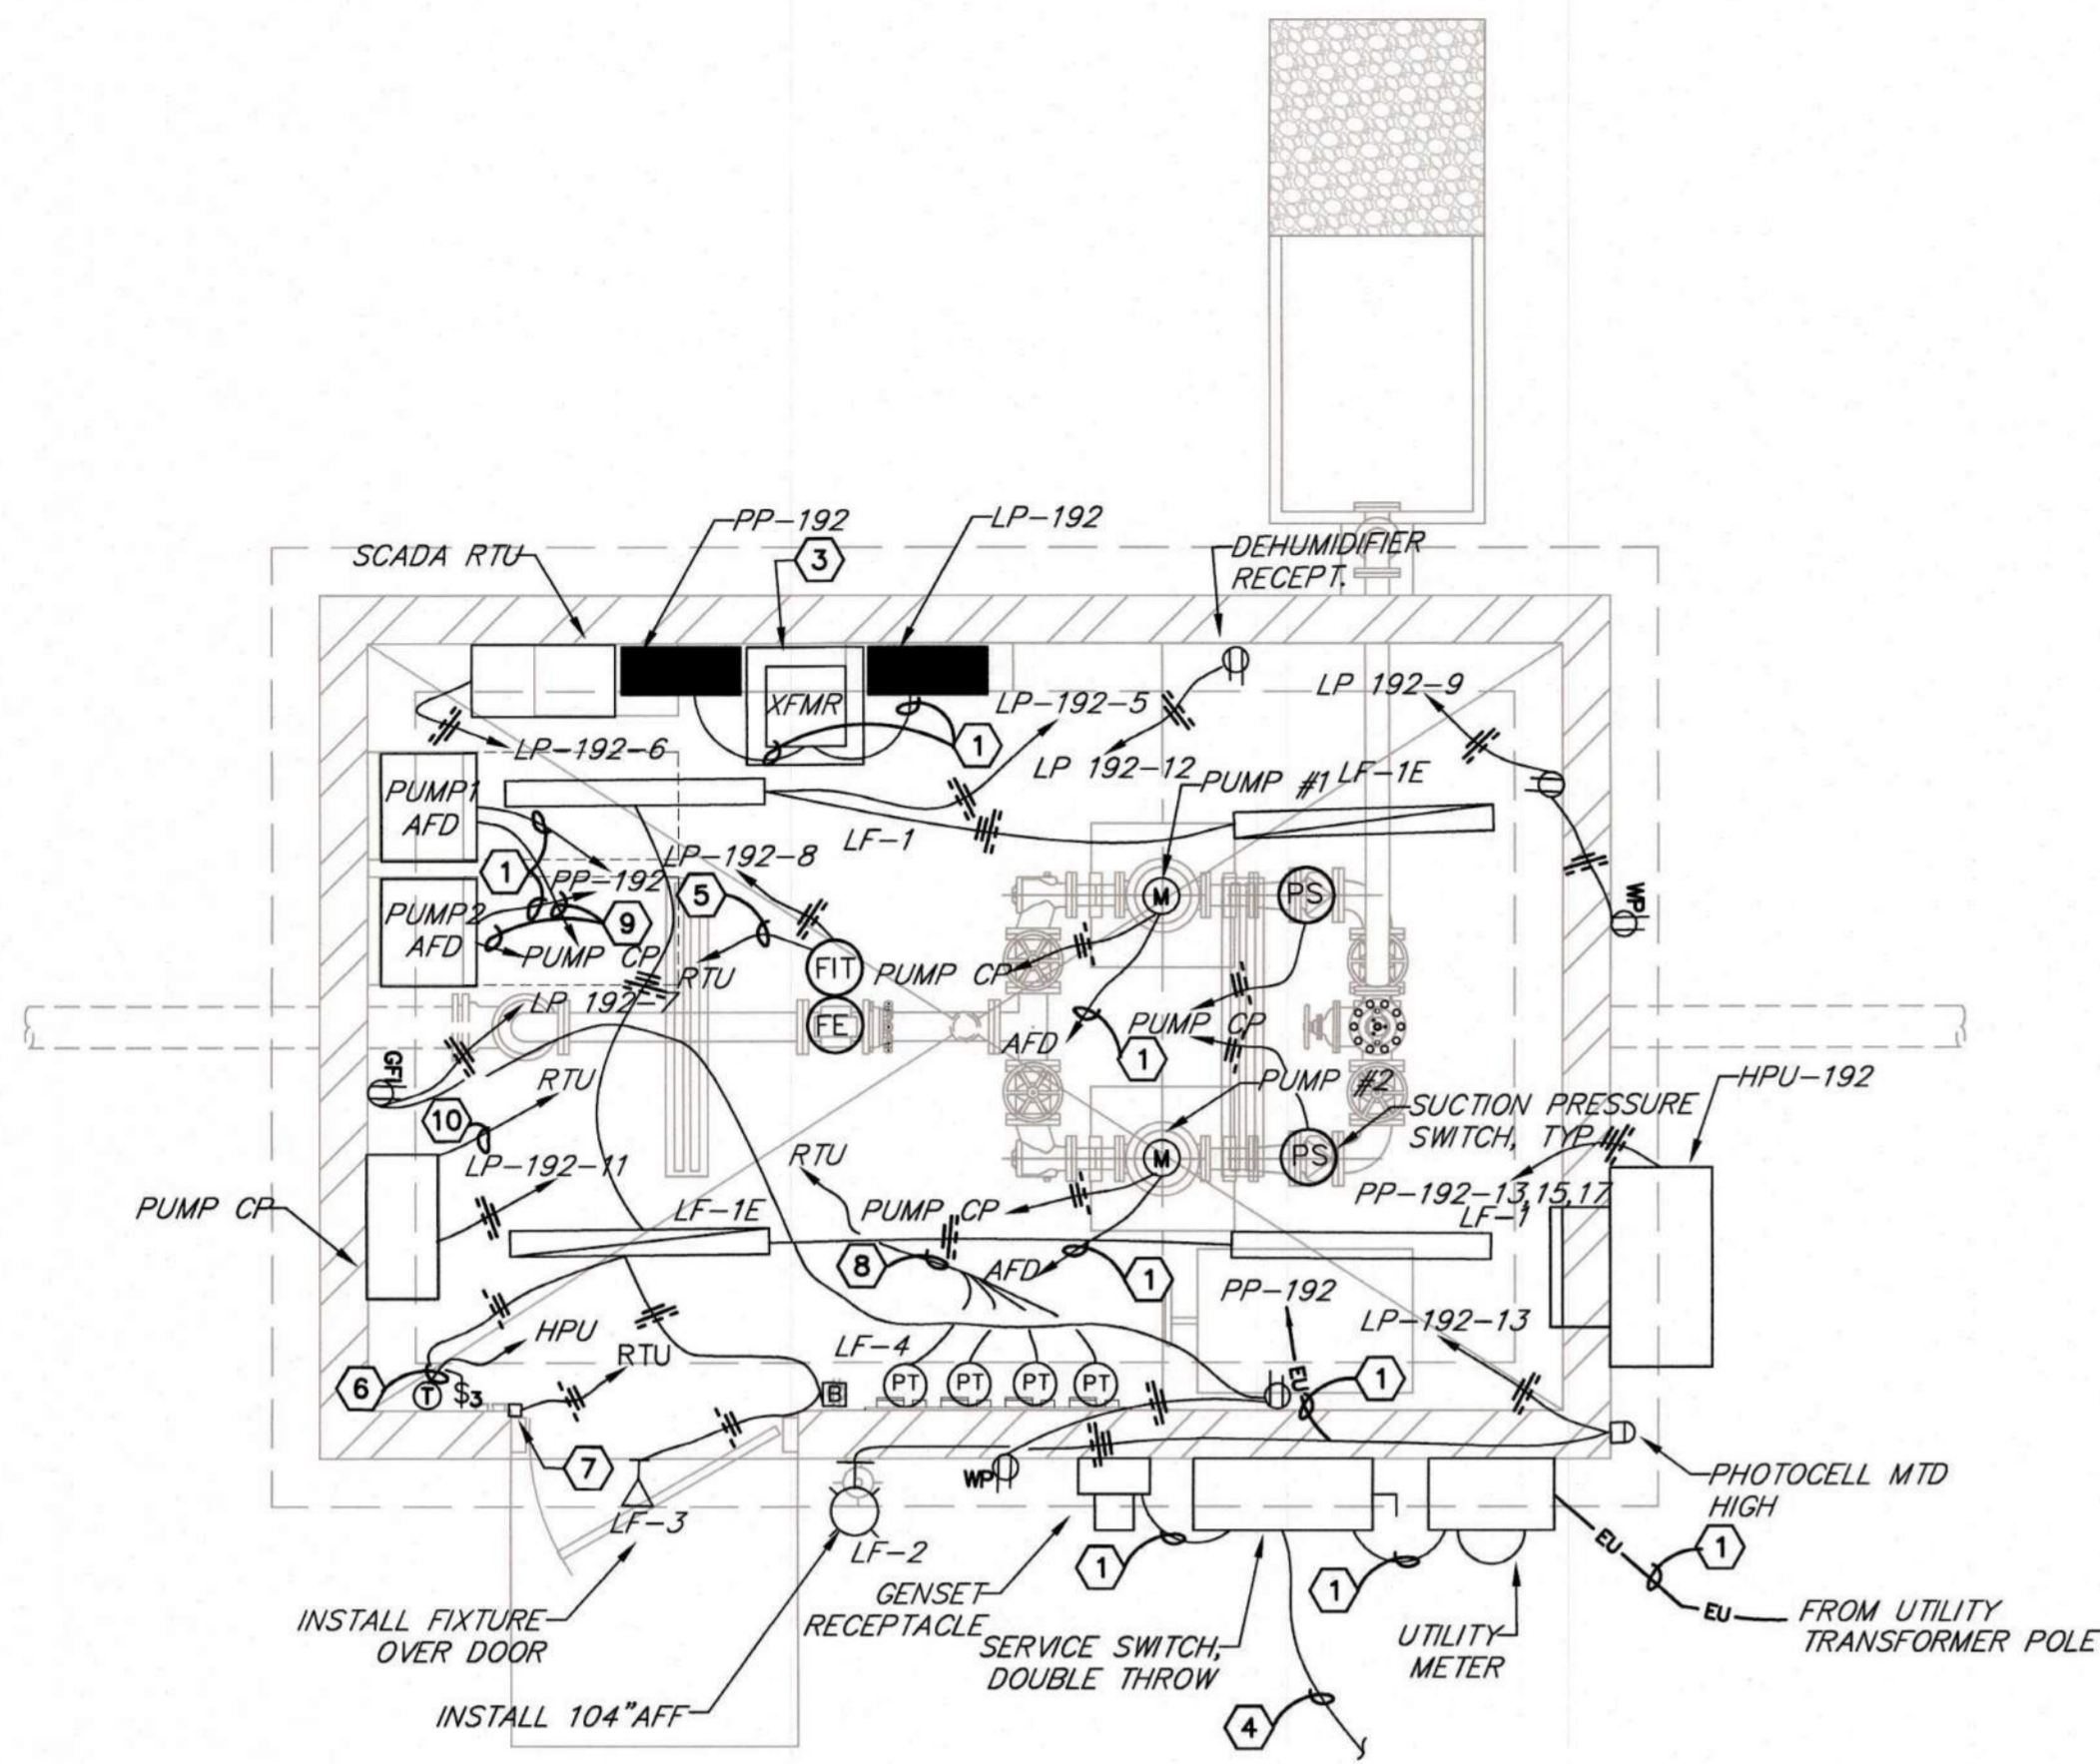 PP-192
LP-192
3
SCADA RTU
DEHUMIDIFIER
RECEPT.
XFMR
LP-192-5
LP 192-9
1
LP-192-6
LP 192-12
PUMP #1
LF-1E
PUMP1
AFD
LF-1
LP-192-8
1
PP-192
5
PS
M
WP
PUMP2
AFD
9
PUMP CP
RTU
FIT
PUMP CP
LP 192-7
FE
PUMP CP
AFD
1
GFI
RTU
PUMP #2
HPU-192
10
SUCTION PRESSURE
SWITCH, TYP.
LP-192-11
RTU
M
PS
PUMP CP
LF-1E
PUMP CP
PP-192-13,15,17
LF-1
8
AFD
1
PP-192
HPU
LF-4
LP-192-13
RTU
6
T
$3
B
PT
PT
PT
PT
EU
1
7
WP
PHOTOCELL MTD
HIGH
LF-3
LF-2
EU
1
1
1
GENSET
RECEPTACLE
INSTALL FIXTURE
OVER DOOR
EU
FROM UTILITY
TRANSFORMER POLE
SERVICE SWITCH,
DOUBLE THROW
UTILITY
METER
INSTALL 104"AFF
4